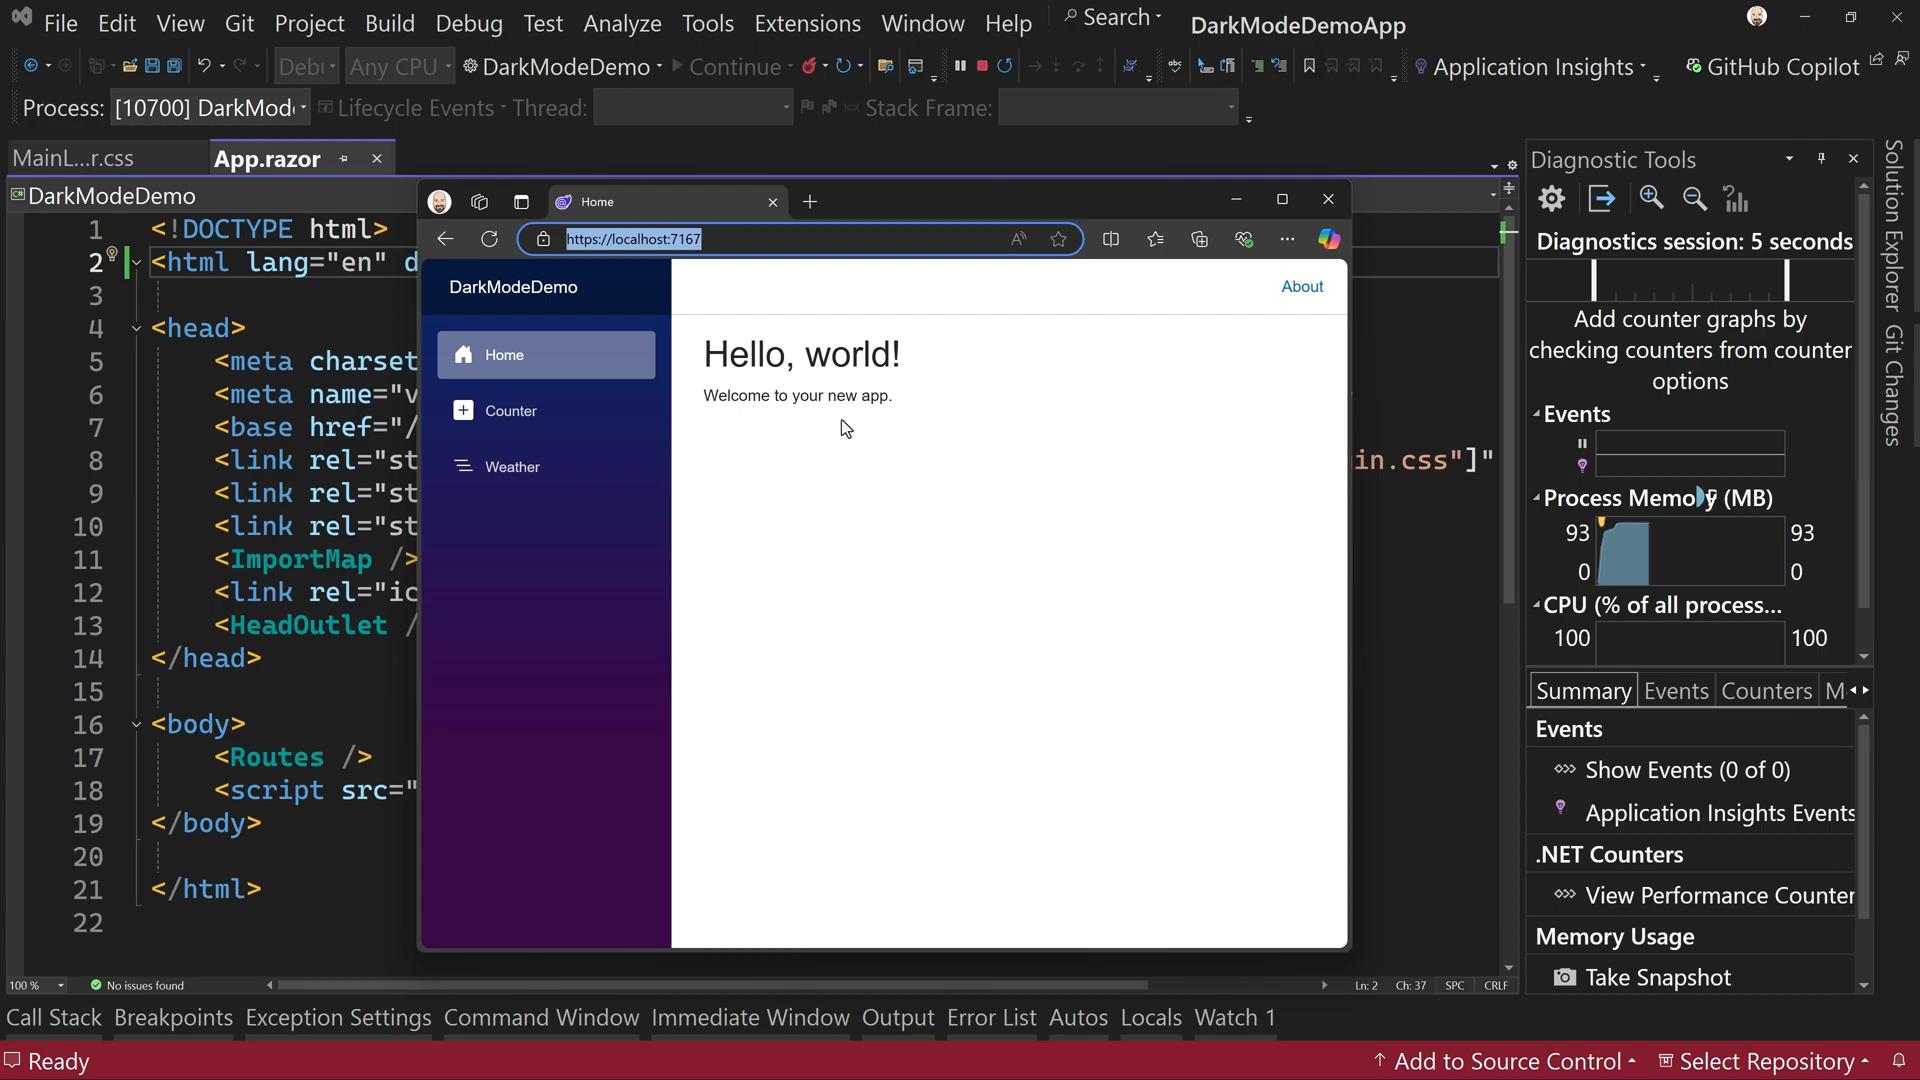 File Edit View Git Project Build Debug Test Analyze Tools Extensions Window Help Search DarkModeDemoApp
Any CPU DarkModeDemo Continue Application Insights GitHub Copilot
Process: [10700] DarkMod Lifecycle Events Thread: Stack Frame:
MainL...r.css App.razor
DarkModeDemo
1 <!DOCTYPE html>
2 <html lang="en" d
3
4 <head>
5 <meta charset
6 <meta name="v
7 <base href="/
8 <link rel="st
in.css"]"
9 <link rel="st
10 <link rel="st
11 <ImportMap />
12 <link rel="ic
13 <HeadOutlet /
14 </head>
15
16 <body>
17 <Routes />
18 <script src="
19 </body>
20
21 </html>
22
100 % No issues found Ln: 2 Ch: 37 SPC CRLF
Home
https://localhost:7167
DarkModeDemo
About
Home
Counter
Weather
Hello, world!
Welcome to your new app.
Diagnostic Tools
Diagnostics session: 5 seconds
Add counter graphs by
checking counters from counter
options
Events
Process Memory (MB)
93 93
0 0
CPU (% of all process...
100 100
Summary Events Counters M
Events
Show Events (0 of 0)
Application Insights Events
.NET Counters
View Performance Counter
Memory Usage
Take Snapshot
Solution Explorer
Git Changes
Call Stack Breakpoints Exception Settings Command Window Immediate Window Output Error List Autos Locals Watch 1
Ready Add to Source Control Select Repository